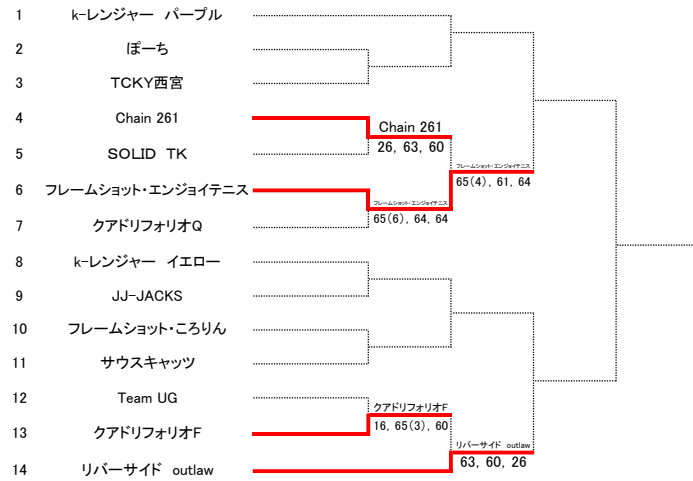 1 k-レンジャー パープル
2 ぽーち
3 TCKY西宮
4 Chain 261
Chain 261
5 SOLID TK
26, 63, 60
フレームショット・エンジョイテニス
65(4), 61, 64
6 フレームショット・エンジョイテニス
フレームショット・エンジョイテニス
65(6), 64, 64
7 クアドリフォリオQ
8 k-レンジャー イエロー
9 JJ-JACKS
10 フレームショット・ころりん
11 サウスキャッツ
12 Team UG
クアドリフォリオF
16, 65(3), 60
13 クアドリフォリオF
リバーサイド outlaw
63, 60, 26
14 リバーサイド outlaw